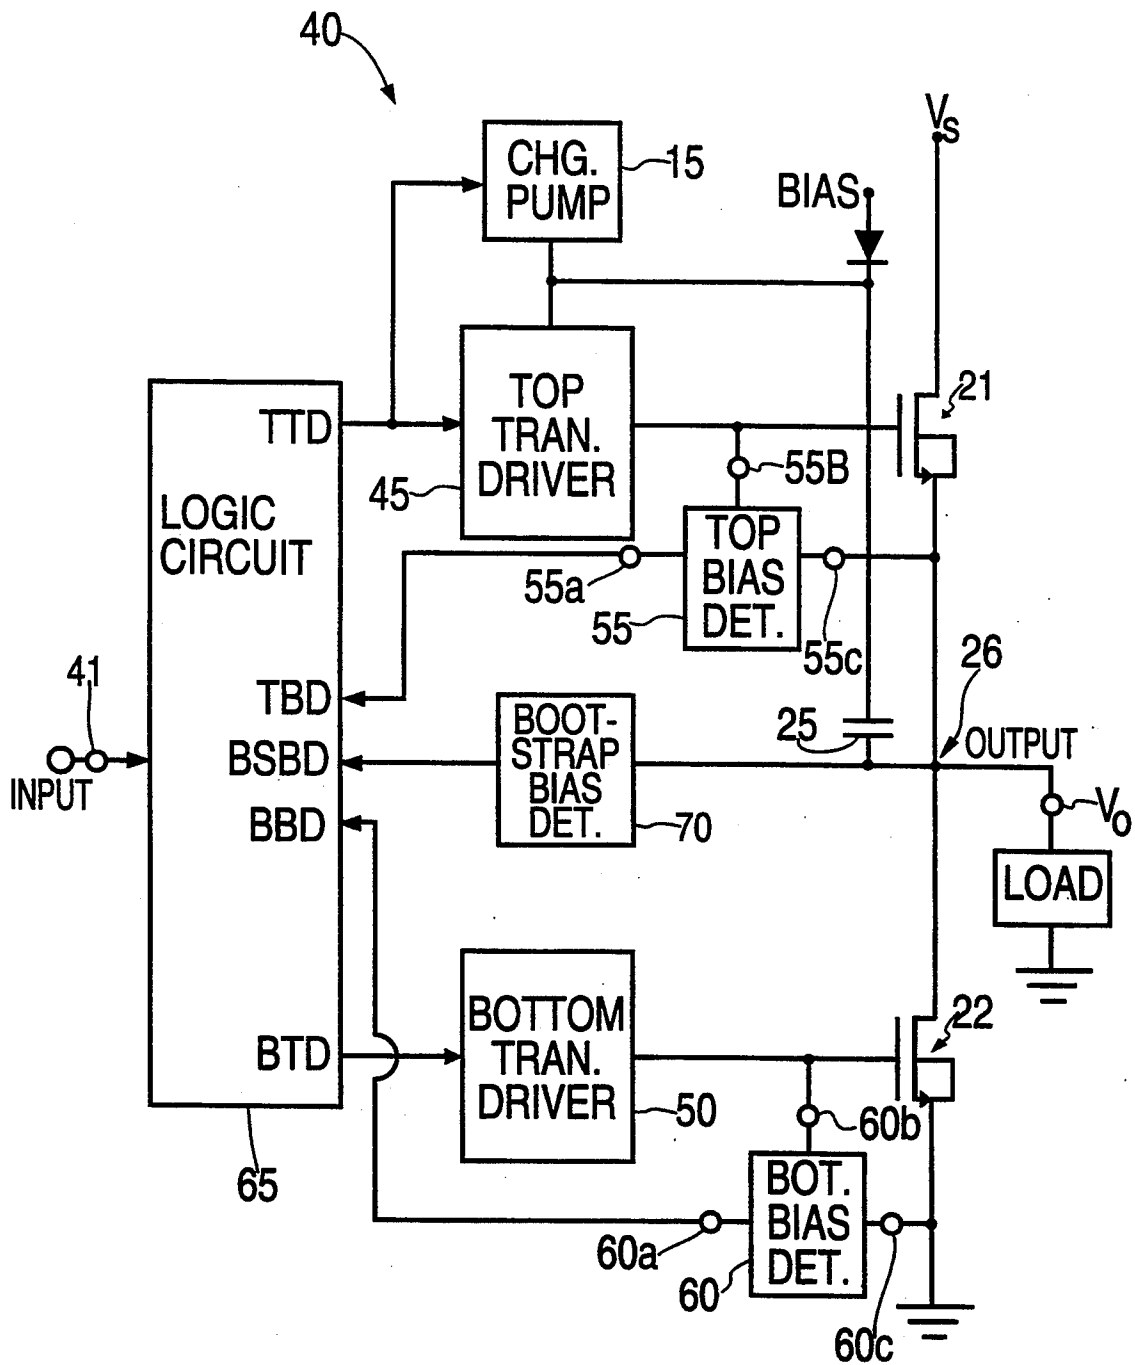 40
V_S
CHG.
PUMP
15
BIAS
TOP
TRAN.
DRIVER
45
21
TTD
LOGIC
CIRCUIT
55B
TOP
BIAS
DET.
55a
55
55c
26
41
TBD
BSBD
BBD
INPUT
BOOT-
STRAP
BIAS
DET.
70
25
OUTPUT
V_O
LOAD
BOTTOM
TRAN.
DRIVER
50
22
BTD
65
60b
BOT.
BIAS
DET.
60a
60
60c